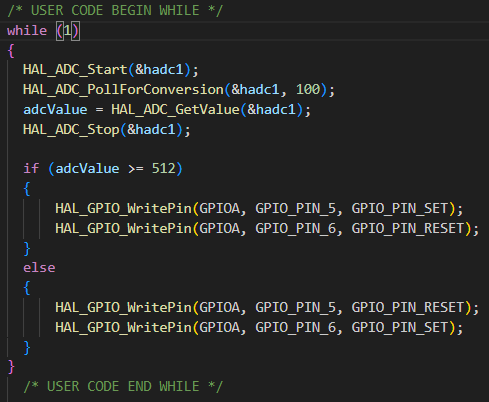 /* USER CODE BEGIN WHILE */
while (1)
{
  HAL_ADC_Start(&hadc1);
  HAL_ADC_PollForConversion(&hadc1, 100);
  adcValue = HAL_ADC_GetValue(&hadc1);
  HAL_ADC_Stop(&hadc1);

  if (adcValue >= 512)
  {
      HAL_GPIO_WritePin(GPIOA, GPIO_PIN_5, GPIO_PIN_SET);
      HAL_GPIO_WritePin(GPIOA, GPIO_PIN_6, GPIO_PIN_RESET);
  }
  else
  {
      HAL_GPIO_WritePin(GPIOA, GPIO_PIN_5, GPIO_PIN_RESET);
      HAL_GPIO_WritePin(GPIOA, GPIO_PIN_6, GPIO_PIN_SET);
  }
}
  /* USER CODE END WHILE */